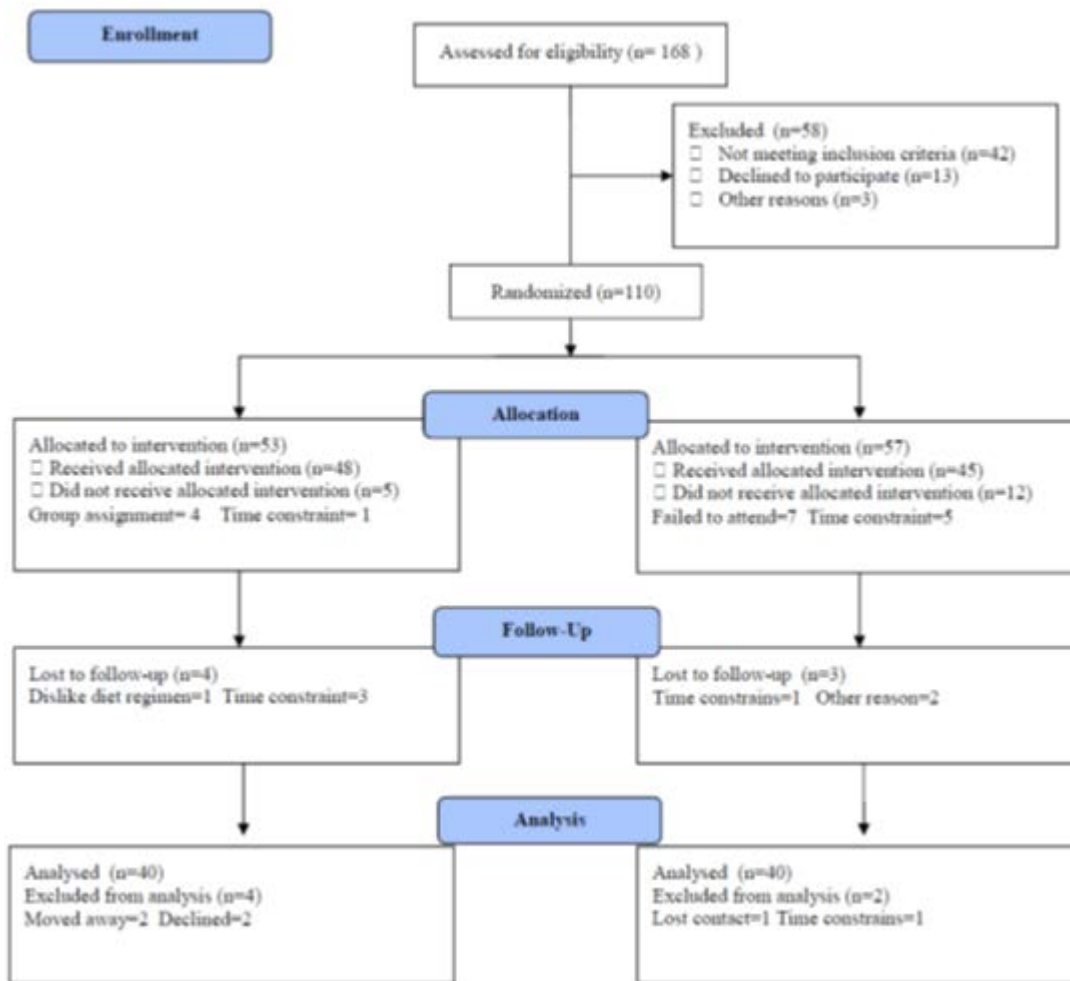 Enrollment
Assessed for eligibility (n= 168 )
Excluded (n=58)
□ Not meeting inclusion criteria (n=42)
□ Declined to participate (n=13)
□ Other reasons (n=3)
Randomized (n=110)
Allocation
Allocated to intervention (n=53)
□ Received allocated intervention (n=48)
□ Did not receive allocated intervention (n=5)
Group assignment= 4 Time constraint= 1
Allocated to intervention (n=57)
□ Received allocated intervention (n=45)
□ Did not receive allocated intervention (n=12)
Failed to attend=7 Time constraint=5
Follow-Up
Lost to follow-up (n=4)
Dislike diet regimen=1 Time constraint=3
Lost to follow-up (n=3)
Time constrains=1 Other reason=2
Analysis
Analysed (n=40)
Excluded from analysis (n=4)
Moved away=2 Declined=2
Analysed (n=40)
Excluded from analysis (n=2)
Lost contact=1 Time constrains=1